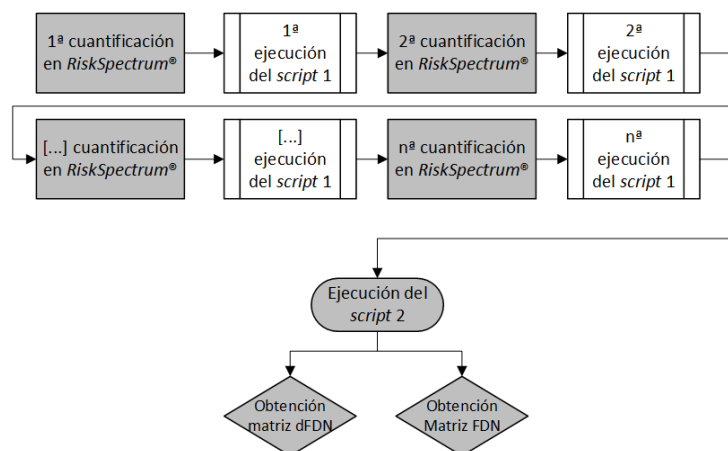 1ª cuantificación
en RiskSpectrum®
1ª
ejecución
del script 1
2ª cuantificación
en RiskSpectrum®
2ª
ejecución
del script 1
[...] cuantificación
en RiskSpectrum®
[...]
ejecución
del script 1
nª cuantificación
en RiskSpectrum®
nª
ejecución
del script 1
Ejecución del
script 2
Obtención
matriz dFDN
Obtención
Matriz FDN